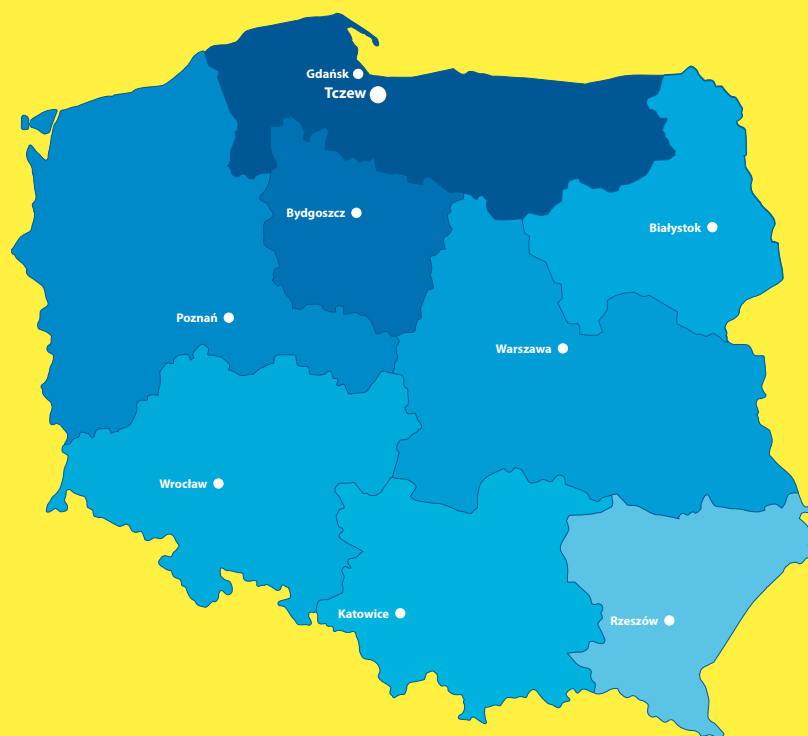 Gdańsk
Tczew
Bydgoszcz
Białystok
Poznań
Warszawa
Wrocław
Katowice
Rzeszów